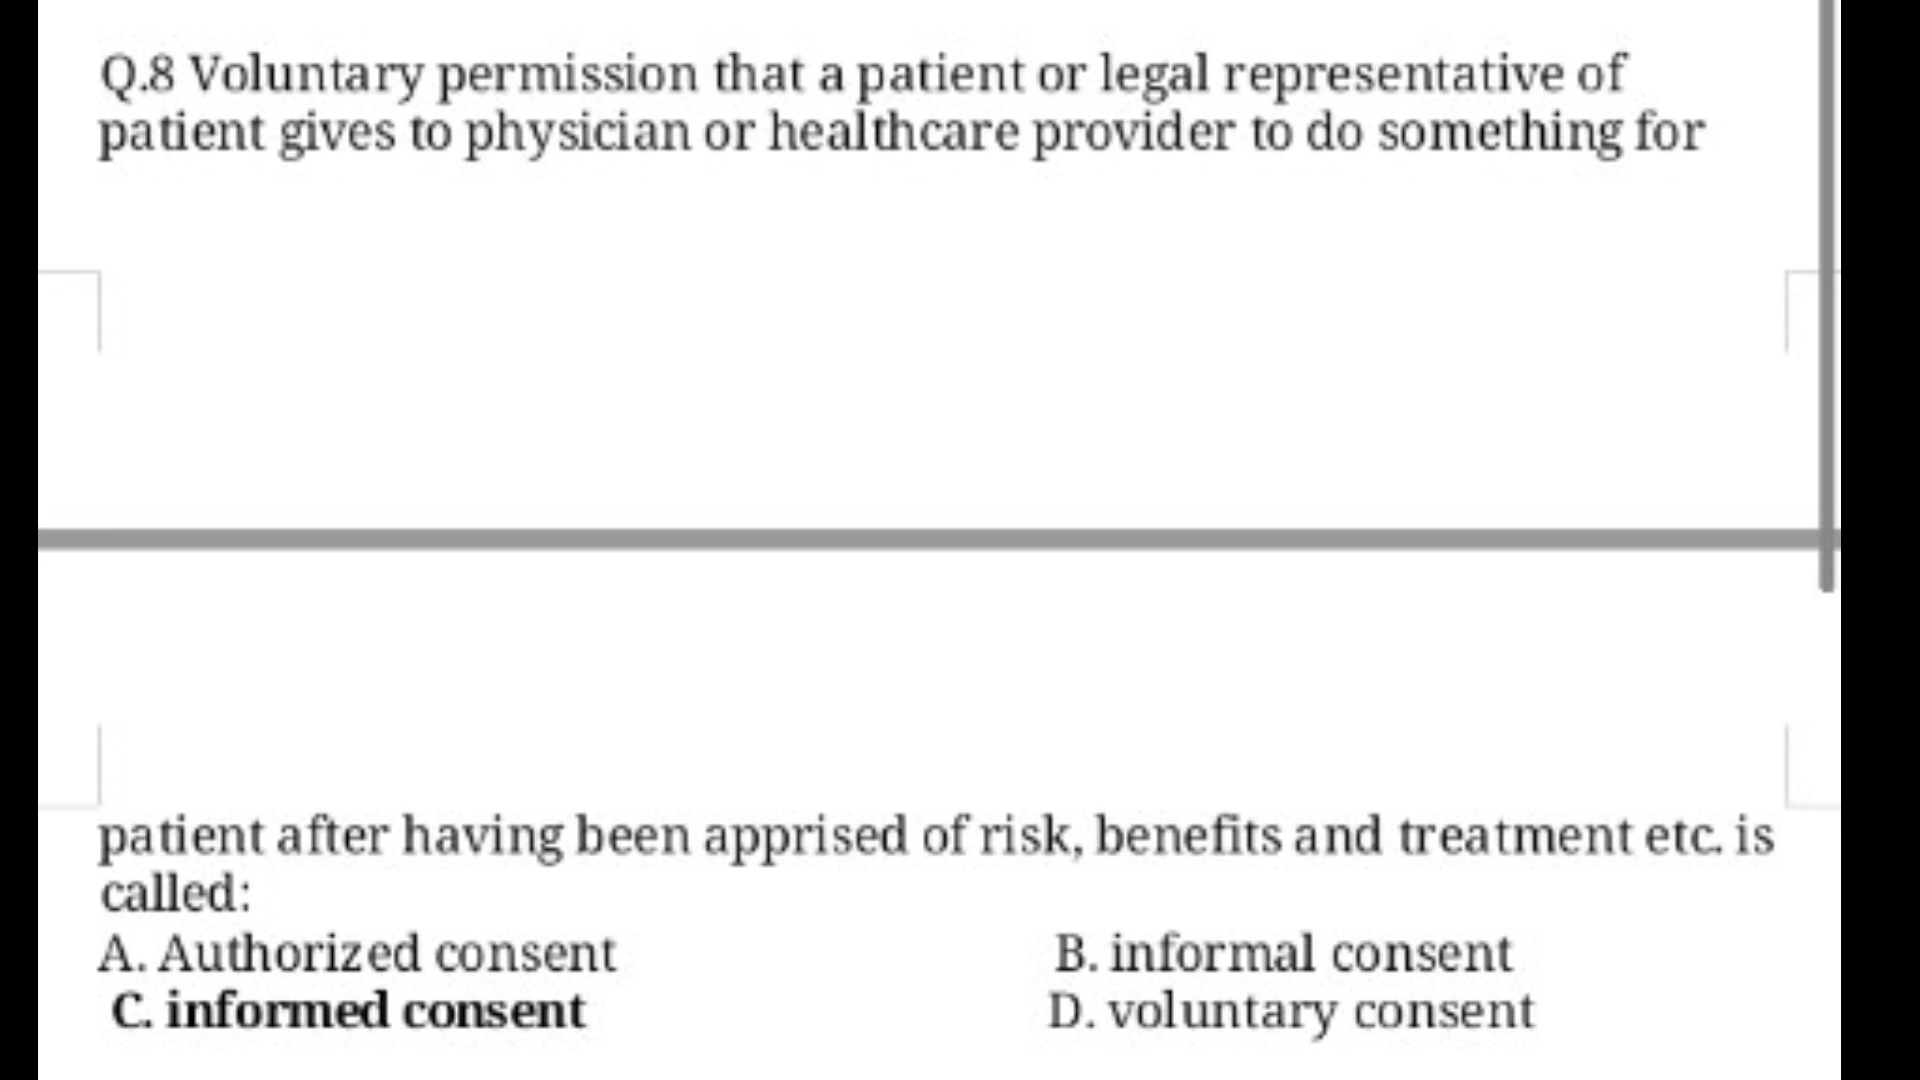 Q.8 Voluntary permission that a patient or legal representative of
patient gives to physician or healthcare provider to do something for
patient after having been apprised of risk, benefits and treatment etc. is
called:
A. Authorized consent B. informal consent
C. informed consent D. voluntary consent